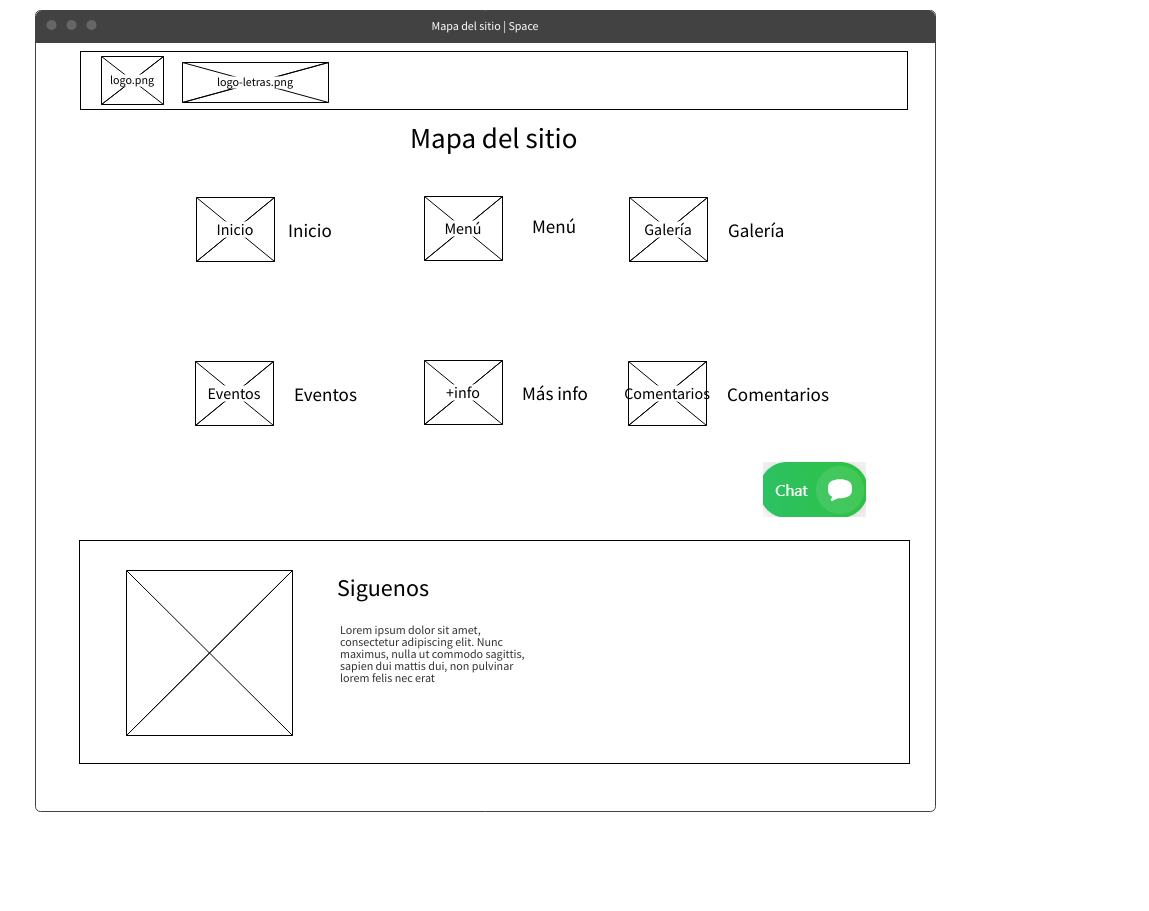 Mapa del sitio | Space
logo.png
logo-letras.png
Mapa del sitio
Inicio
Inicio
Menú
Menú
Galería
Galería
Eventos
Eventos
+info
Más info
Comentarios
Comentarios
Chat
Siguenos
Lorem ipsum dolor sit amet,
consectetur adipiscing elit. Nunc
maximus, nulla ut commodo sagittis,
sapien dui mattis dui, non pulvinar
lorem felis nec erat